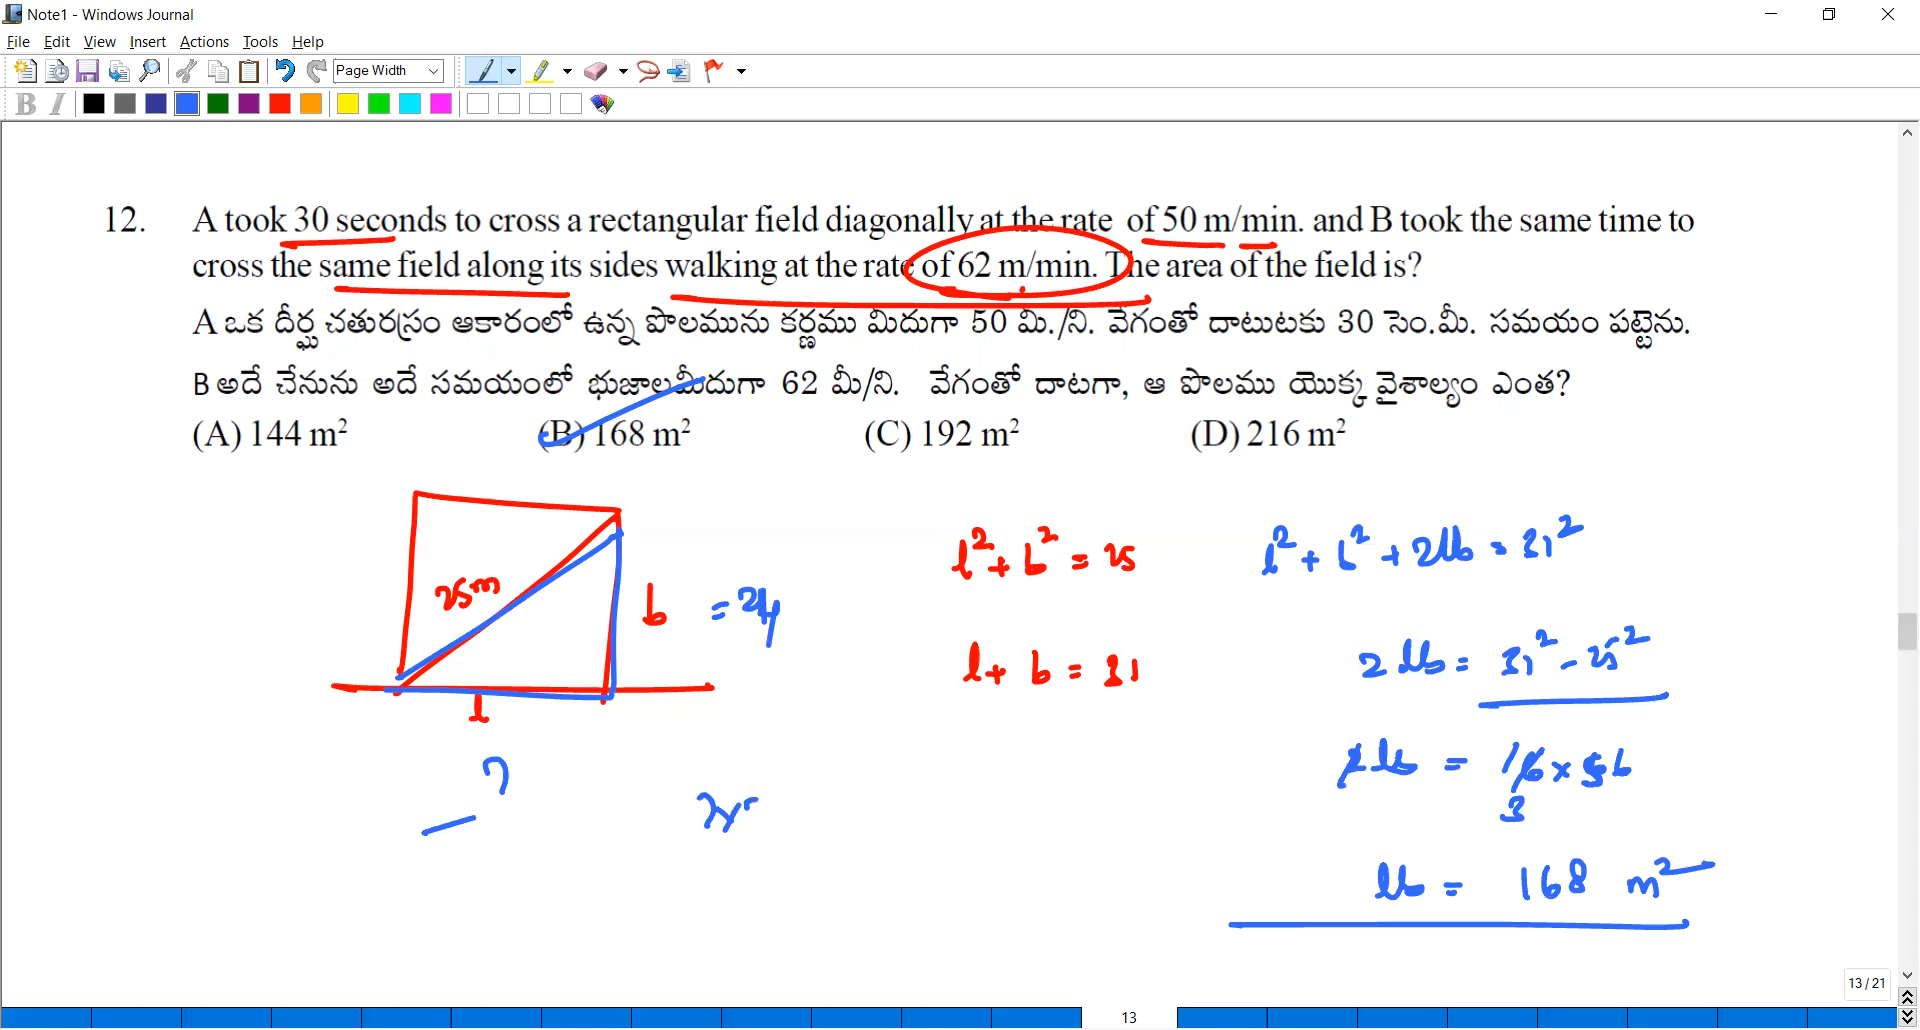 Note1 - Windows Journal
File Edit View Insert Actions Tools Help
Page Width
B I
12. A took 30 seconds to cross a rectangular field diagonally at the rate of 50 m/min. and B took the same time to
cross the same field along its sides walking at the rate of 62 m/min. The area of the field is?
A ఒక దీర్ఘ చతురస్రం ఆకారంలో ఉన్న పొలమును కర్ణము మీదుగా 50 మీ./ని. వేగంతో దాటుటకు 30 సెం.మీ. సమయం పట్టెను.
B అదే చేనును అదే సమయంలో భుజాలమీదుగా 62 మీ/ని. వేగంతో దాటగా, ఆ పొలము యొక్క వైశాల్యం ఎంత?
(A) 144 m² (B) 168 m² (C) 192 m² (D) 216 m²
l² + b² = 25 l² + b² + 2lb = 31²
25m b = 24
l + b = 31 2lb = 31² - 25²
l
?
2lb = 16 × 56
3
lb = 168 m²
13/21
13